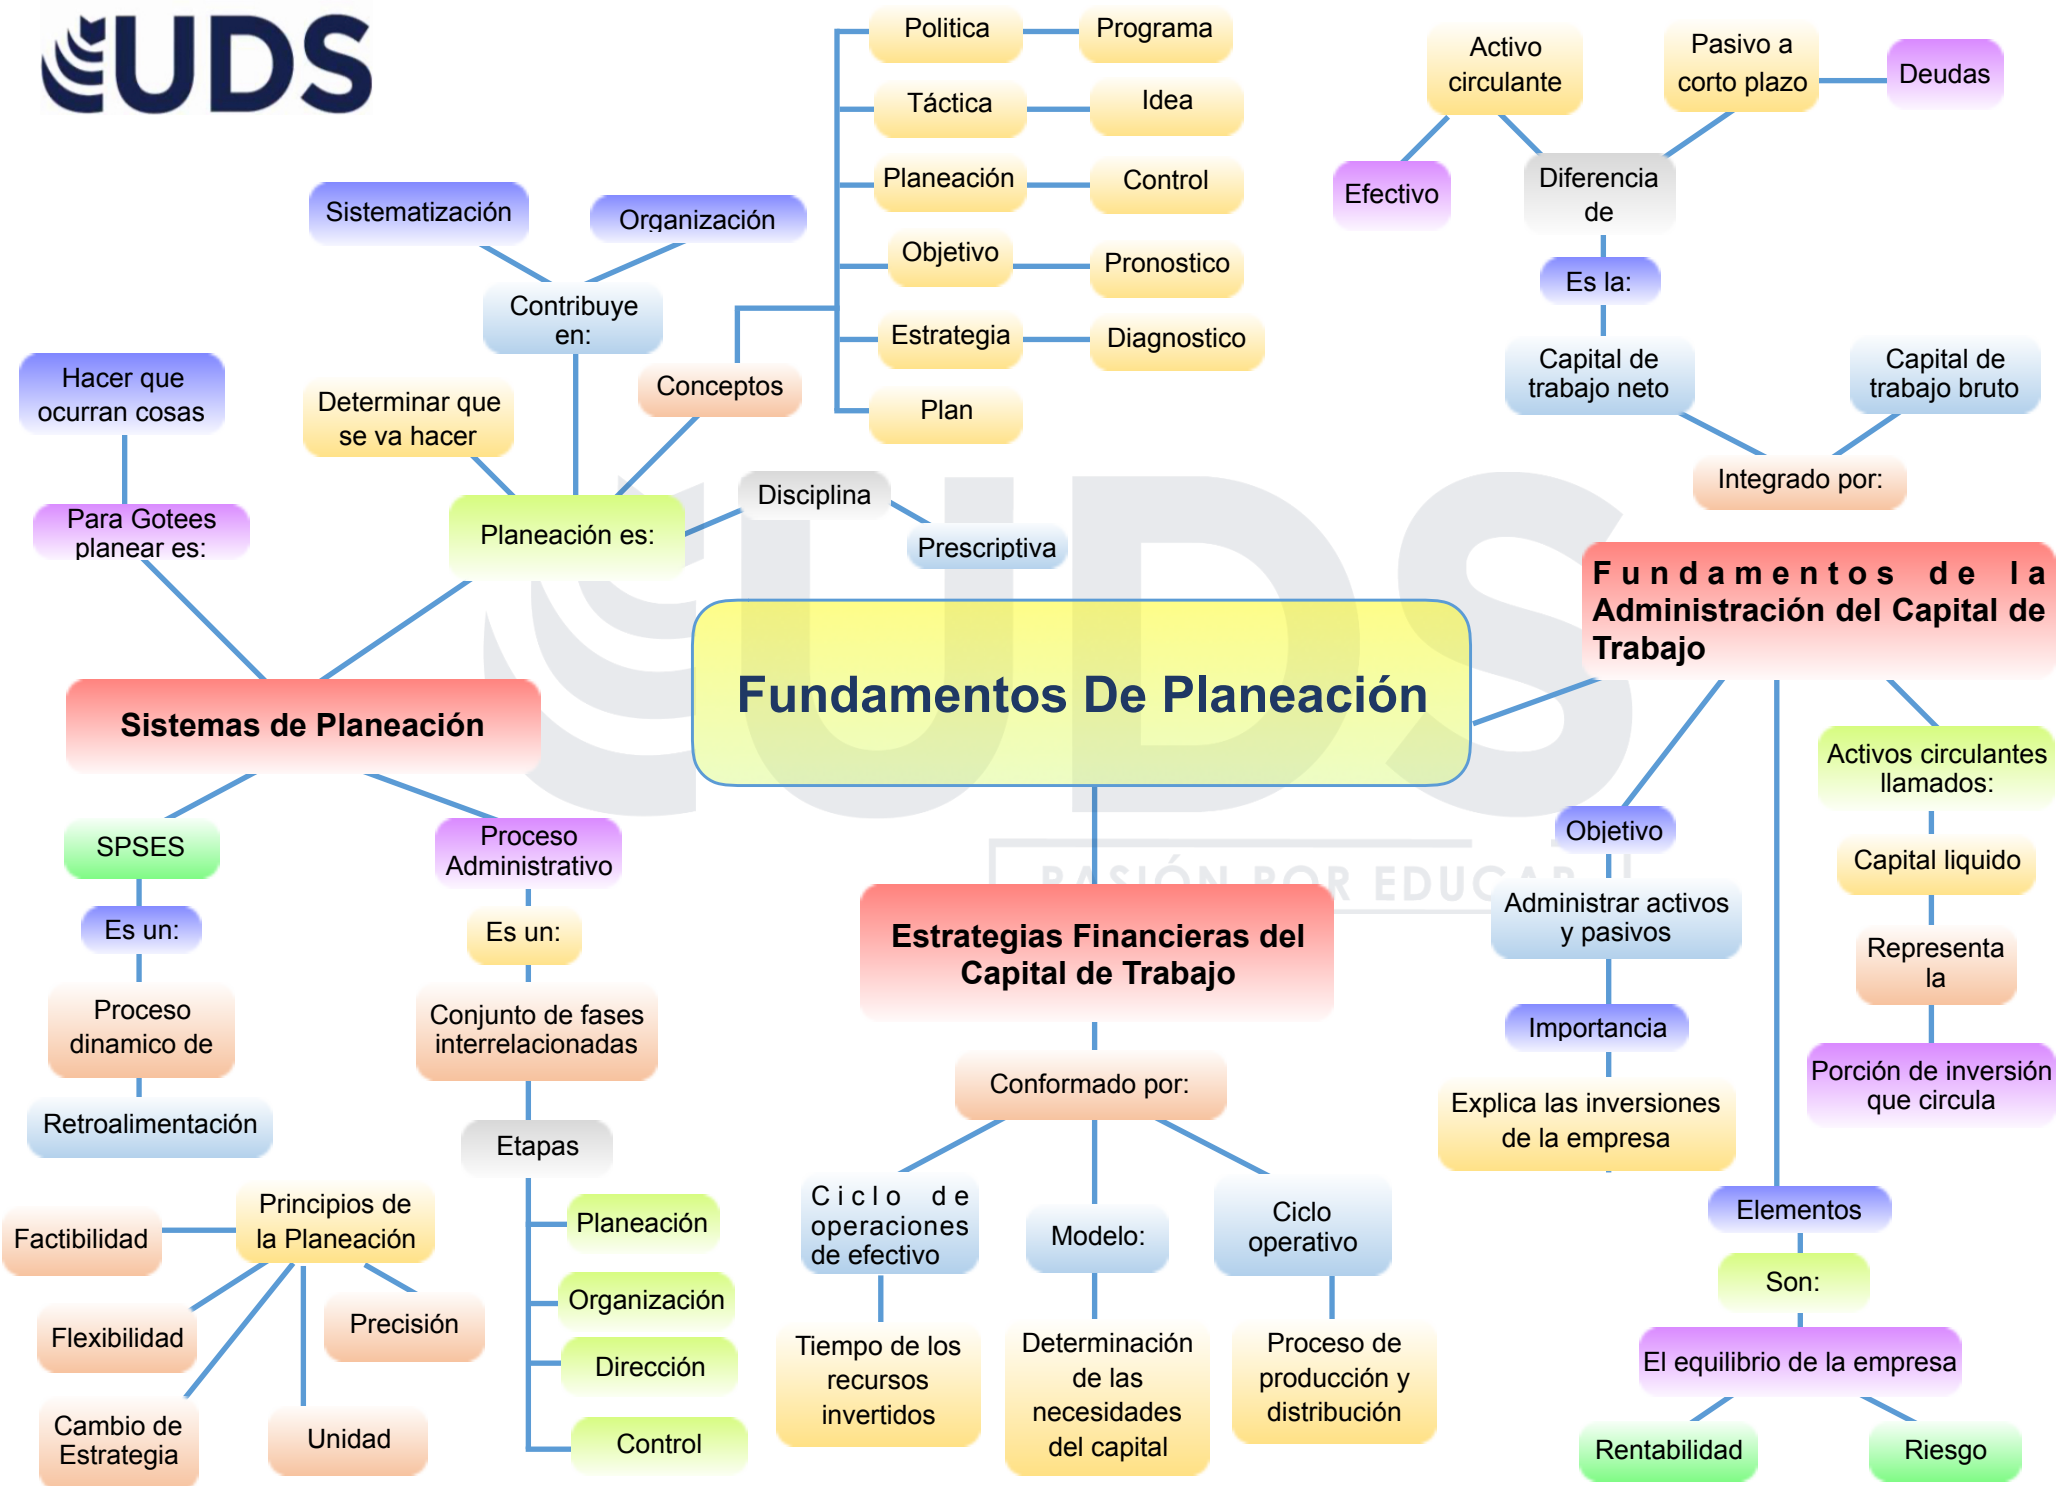 UDS
Politica
Programa
Táctica
Idea
Planeación
Control
Objetivo
Pronostico
Estrategia
Diagnostico
Plan
Conceptos
Sistematización
Organización
Contribuye
en:
Determinar que
se va hacer
Hacer que
ocurran cosas
Para Gotees
planear es:
Planeación es:
Disciplina
Prescriptiva
Activo
circulante
Pasivo a
corto plazo
Deudas
Efectivo
Diferencia
de
Es la:
Capital de
trabajo neto
Capital de
trabajo bruto
Integrado por:
Fundamentos de la
Administración del Capital de
Trabajo
Fundamentos De Planeación
Sistemas de Planeación
SPSES
Es un:
Proceso
dinamico de
Retroalimentación
Proceso
Administrativo
Es un:
Conjunto de fases
interrelacionadas
Etapas
Planeación
Organización
Dirección
Control
Principios de
la Planeación
Factibilidad
Flexibilidad
Cambio de
Estrategia
Unidad
Precisión
UDS
PASIÓN POR EDUCAR
Estrategias Financieras del
Capital de Trabajo
Conformado por:
Ciclo de
operaciones
de efectivo
Modelo:
Ciclo
operativo
Tiempo de los
recursos
invertidos
Determinación
de las
necesidades
del capital
Proceso de
producción y
distribución
Objetivo
Administrar activos
y pasivos
Importancia
Explica las inversiones
de la empresa
Activos circulantes
llamados:
Capital liquido
Representa
la
Porción de inversión
que circula
Elementos
Son:
El equilibrio de la empresa
Rentabilidad
Riesgo